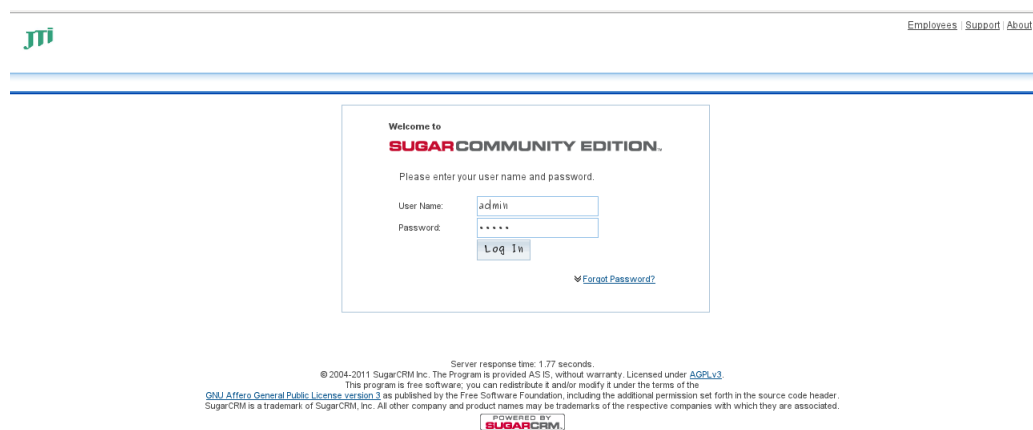 JTi
Employees | Support | About
Welcome to
SUGARCOMMUNITY EDITION™
Please enter your user name and password.
User Name: admin
Password: •••••
Log In
Forgot Password?
Server response time: 1.77 seconds.
© 2004-2011 SugarCRM Inc. The Program is provided AS IS, without warranty. Licensed under AGPLv3.
This program is free software; you can redistribute it and/or modify it under the terms of the
GNU Affero General Public License version 3 as published by the Free Software Foundation, including the additional permission set forth in the source code header.
SugarCRM is a trademark of SugarCRM, Inc. All other company and product names may be trademarks of the respective companies with which they are associated.
POWERED BY
SUGARCRM.